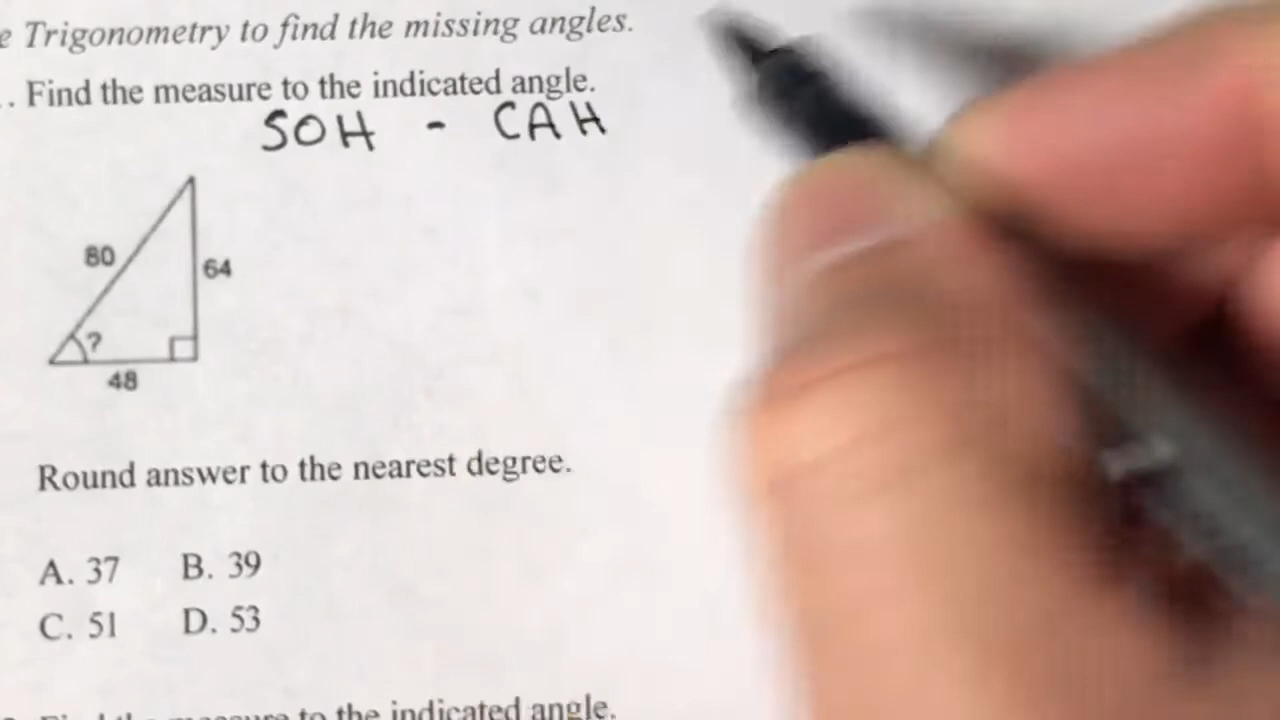 e Trigonometry to find the missing angles.
. Find the measure to the indicated angle.
SOH - CAH
80
64
?
48
Round answer to the nearest degree.
A. 37 B. 39
C. 51 D. 53
measure to the indicated angle.